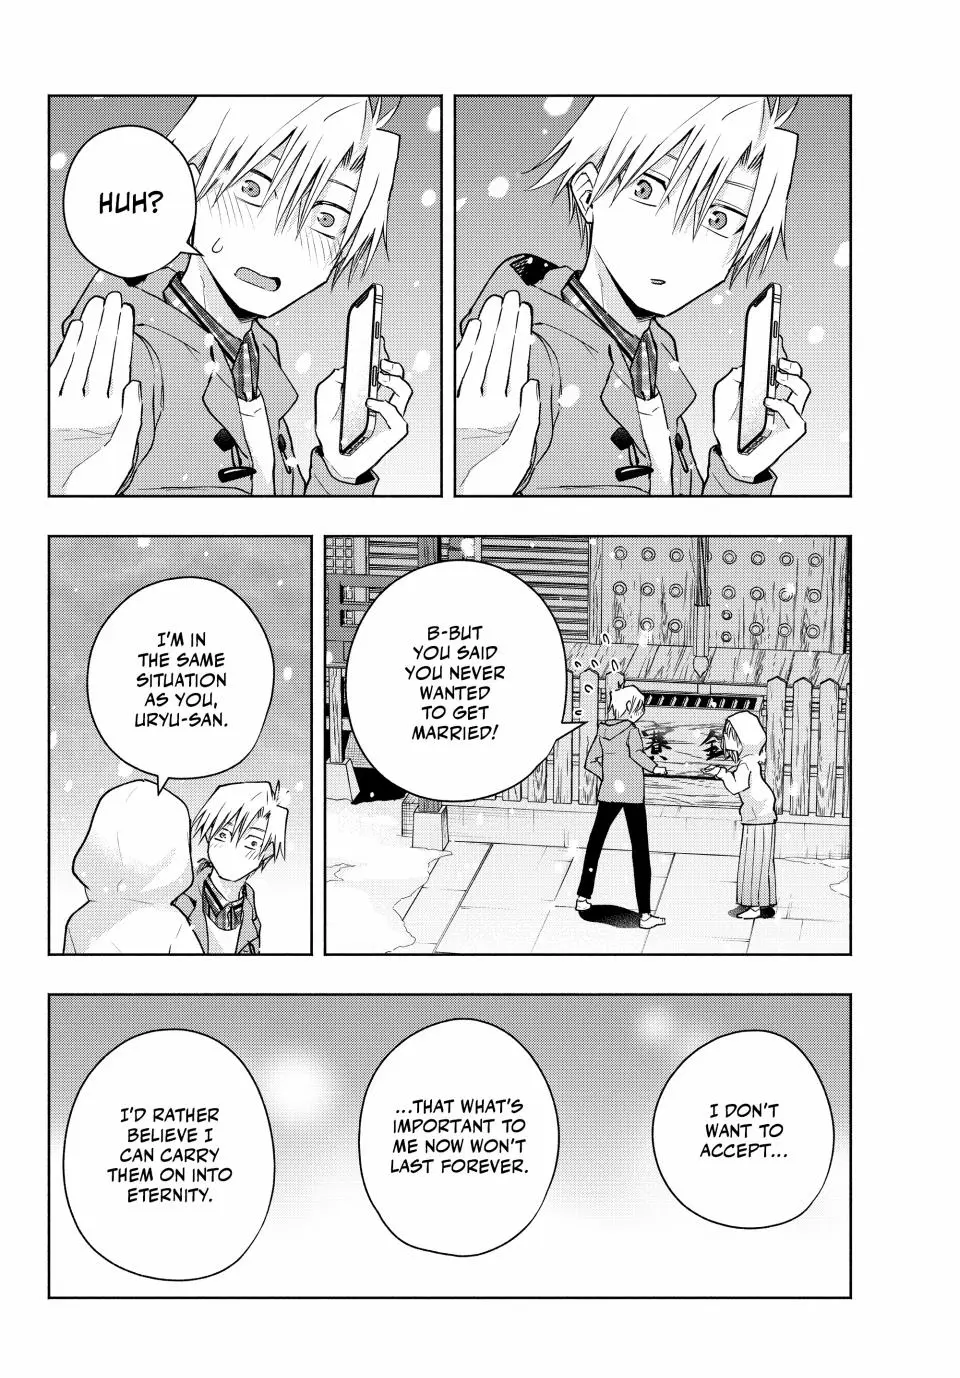 HUH?
B-BUT
YOU SAID
YOU NEVER
WANTED
TO GET
MARRIED!
I'M IN
THE SAME
SITUATION
AS YOU,
URYU-SAN.
I DON'T
WANT TO
ACCEPT...
...THAT WHAT'S
IMPORTANT TO
ME NOW WON'T
LAST FOREVER.
I'D RATHER
BELIEVE I
CAN CARRY
THEM ON INTO
ETERNITY.